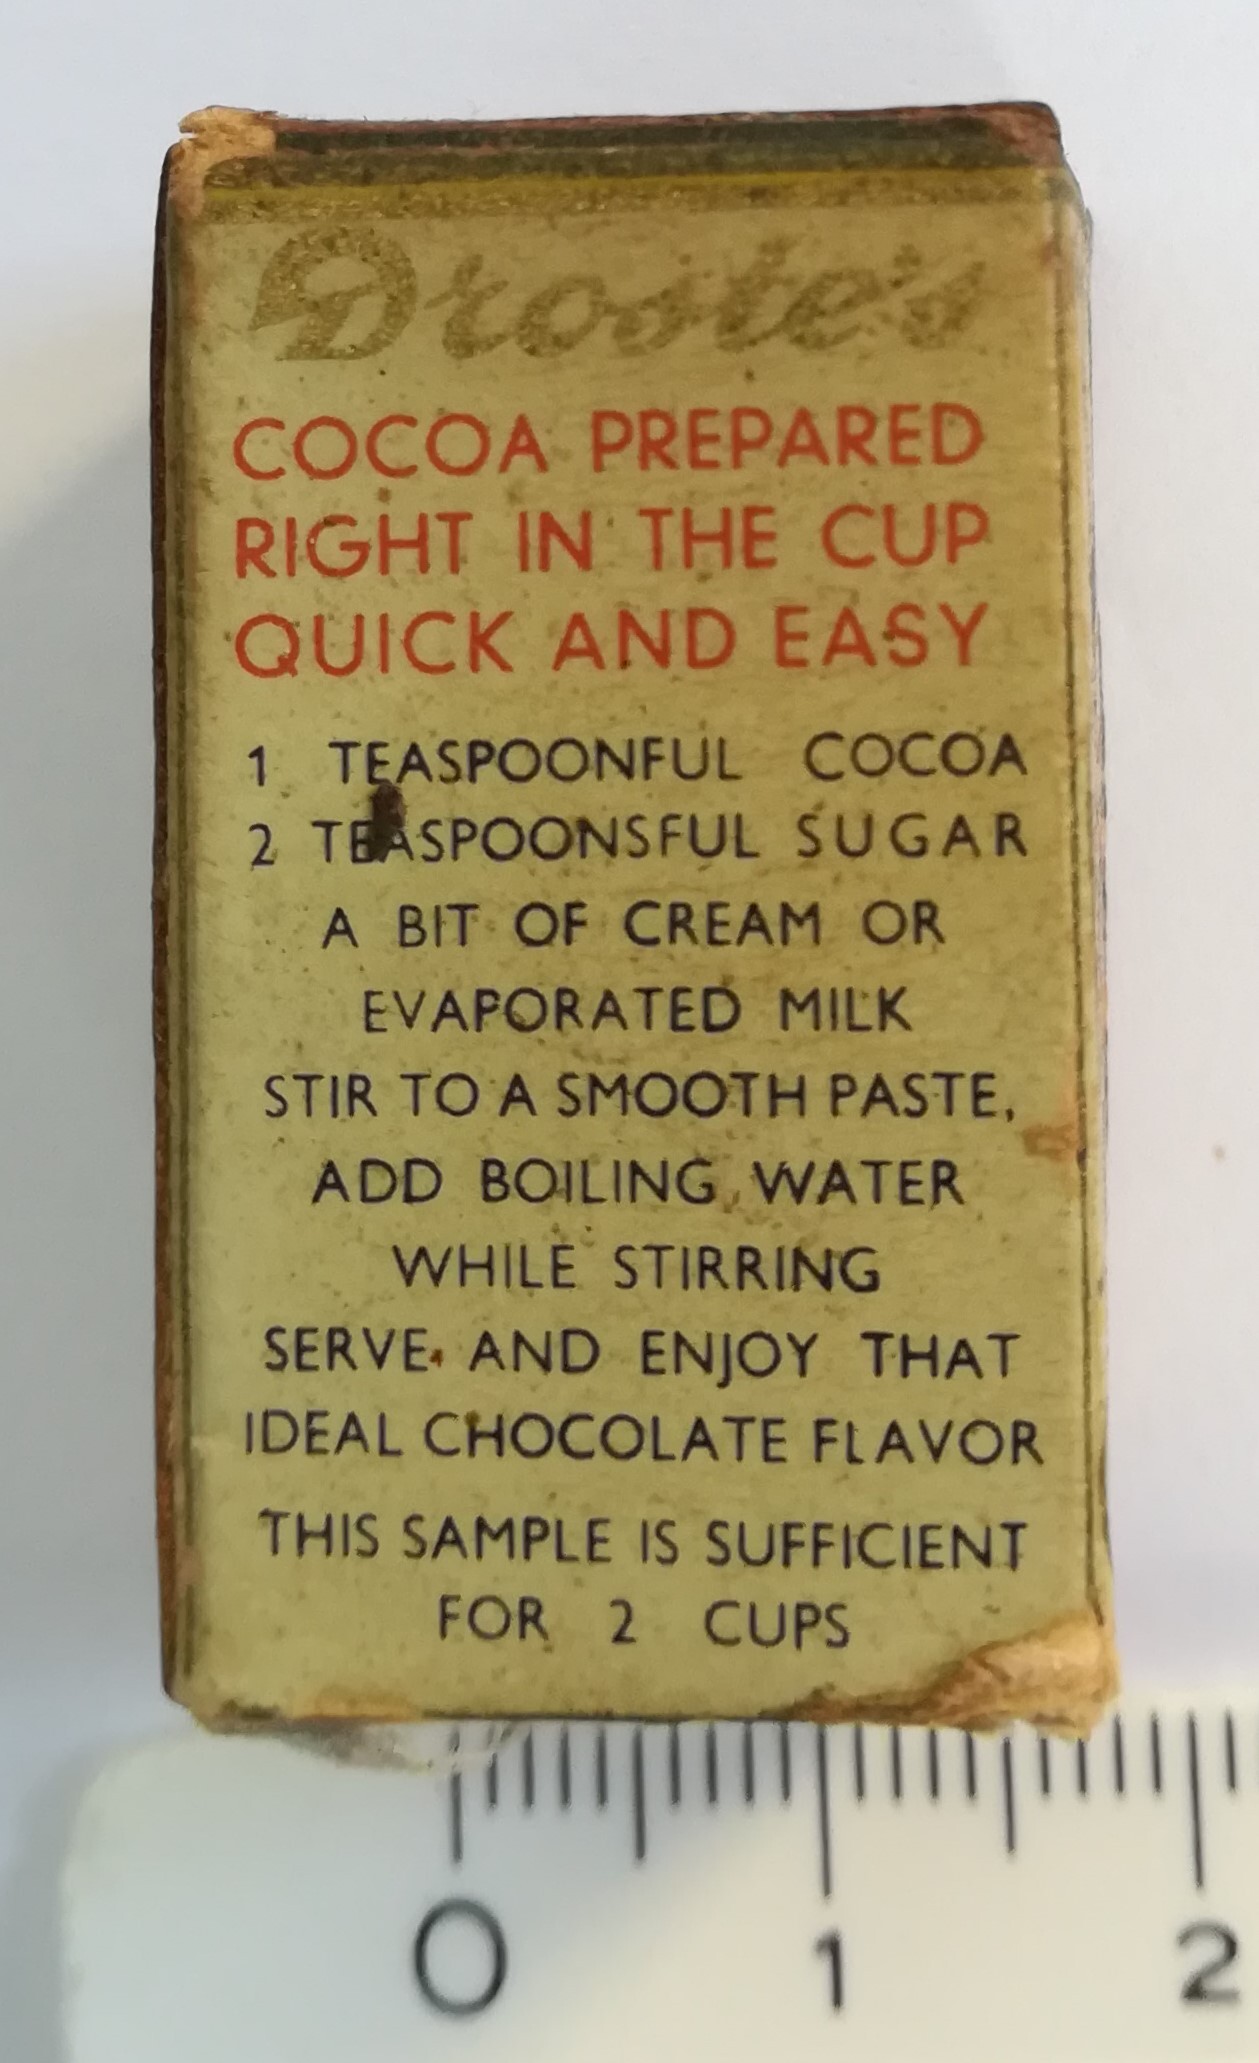 Droste's
COCOA PREPARED
RIGHT IN THE CUP
QUICK AND EASY
1 TEASPOONFUL COCOA
2 TEASPOONSFUL SUGAR
A BIT OF CREAM OR
EVAPORATED MILK
STIR TO A SMOOTH PASTE,
ADD BOILING WATER
WHILE STIRRING
SERVE AND ENJOY THAT
IDEAL CHOCOLATE FLAVOR
THIS SAMPLE IS SUFFICIENT
FOR 2 CUPS
0 1 2